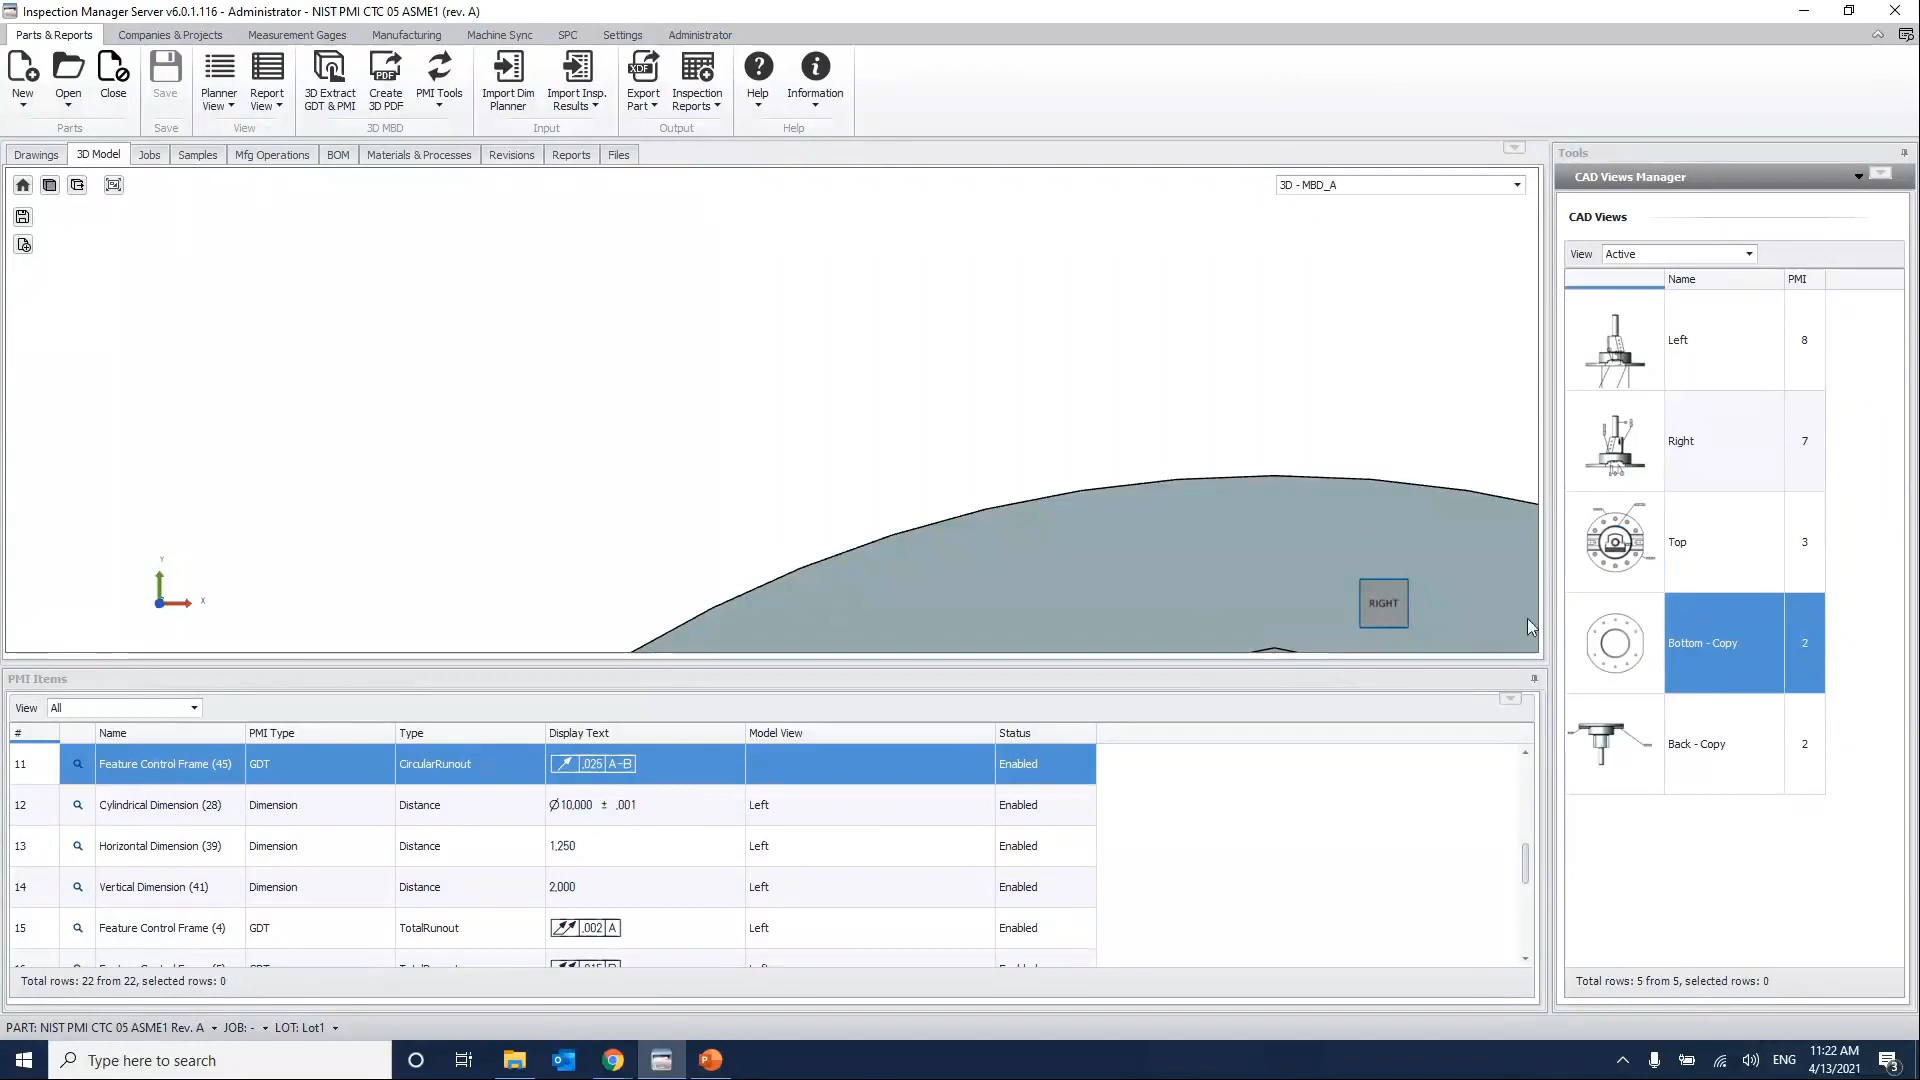 Inspection Manager Server v6.0.1.116 - Administrator - NIST PMI CTC 05 ASME1 (rev. A)
Parts & Reports Companies & Projects Measurement Gages Manufacturing Machine Sync SPC Settings Administrator
New Open Close Save Planner View Report View 3D Extract GDT & PMI Create 3D PDF PMI Tools Import Dim Planner Import Insp. Results Export Part Inspection Reports Help Information
Parts Save View 3D MBD Input Output Help
Drawings 3D Model Jobs Samples Mfg Operations BOM Materials & Processes Revisions Reports Files
3D - MBD_A
Y
X
RIGHT
Tools
CAD Views Manager
CAD Views
View Active
Name PMI
Left 8
Right 7
Top 3
Bottom - Copy 2
Back - Copy 2
Total rows: 5 from 5, selected rows: 0
PMI Items
View All
# Name PMI Type Type Display Text Model View Status
11 Feature Control Frame (45) GDT CircularRunout .025 A-B Enabled
12 Cylindrical Dimension (28) Dimension Distance Ø10,000 ± .001 Left Enabled
13 Horizontal Dimension (39) Dimension Distance 1,250 Left Enabled
14 Vertical Dimension (41) Dimension Distance 2,000 Left Enabled
15 Feature Control Frame (4) GDT TotalRunout .002 A Left Enabled
Total rows: 22 from 22, selected rows: 0
PART: NIST PMI CTC 05 ASME1 Rev. A JOB: - LOT: Lot1
Type here to search
ENG
11:22 AM
4/13/2021
3